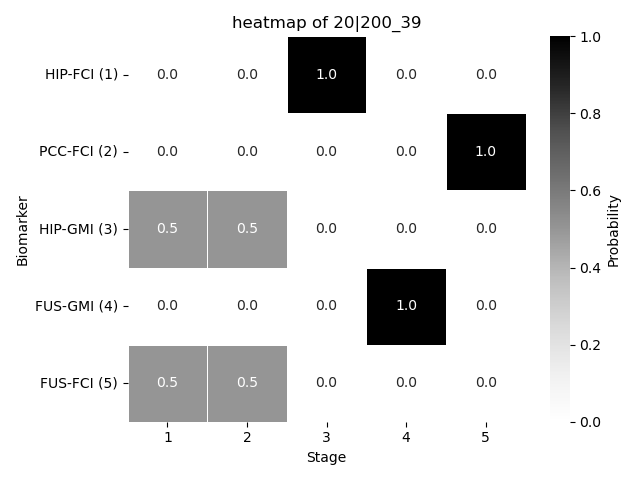 heatmap of 20|200_39
HIP-FCI (1) 0.0 0.0 1.0 0.0 0.0
PCC-FCI (2) 0.0 0.0 0.0 0.0 1.0
HIP-GMI (3) 0.5 0.5 0.0 0.0 0.0
FUS-GMI (4) 0.0 0.0 0.0 1.0 0.0
FUS-FCI (5) 0.5 0.5 0.0 0.0 0.0
1 2 3 4 5
Stage
Biomarker
1.0
0.8
0.6
0.4
0.2
0.0
Probability